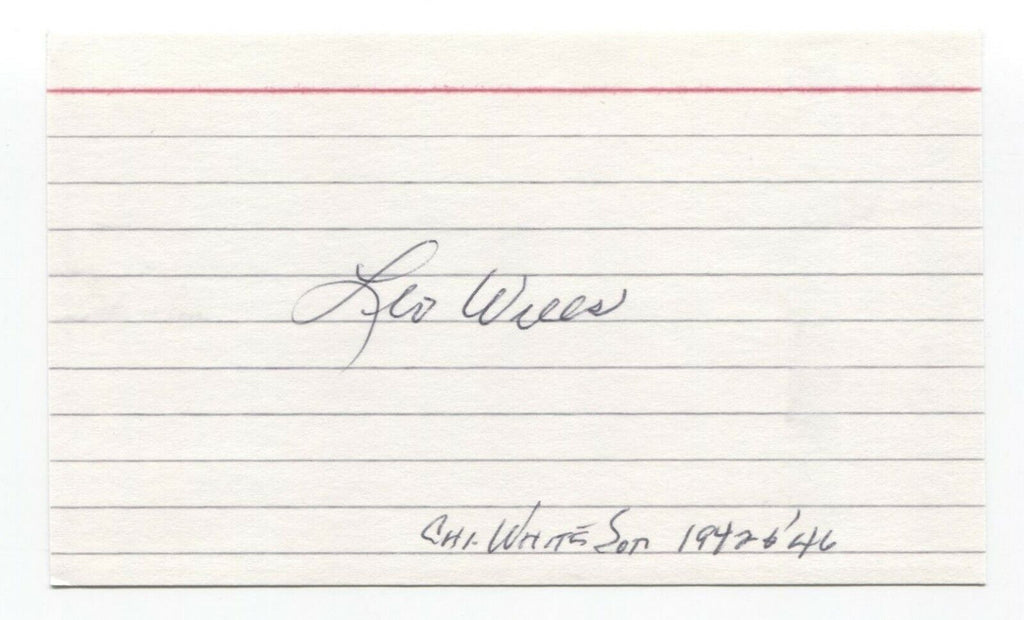 Leo Wells
Chi. White Sox 1942 & '46